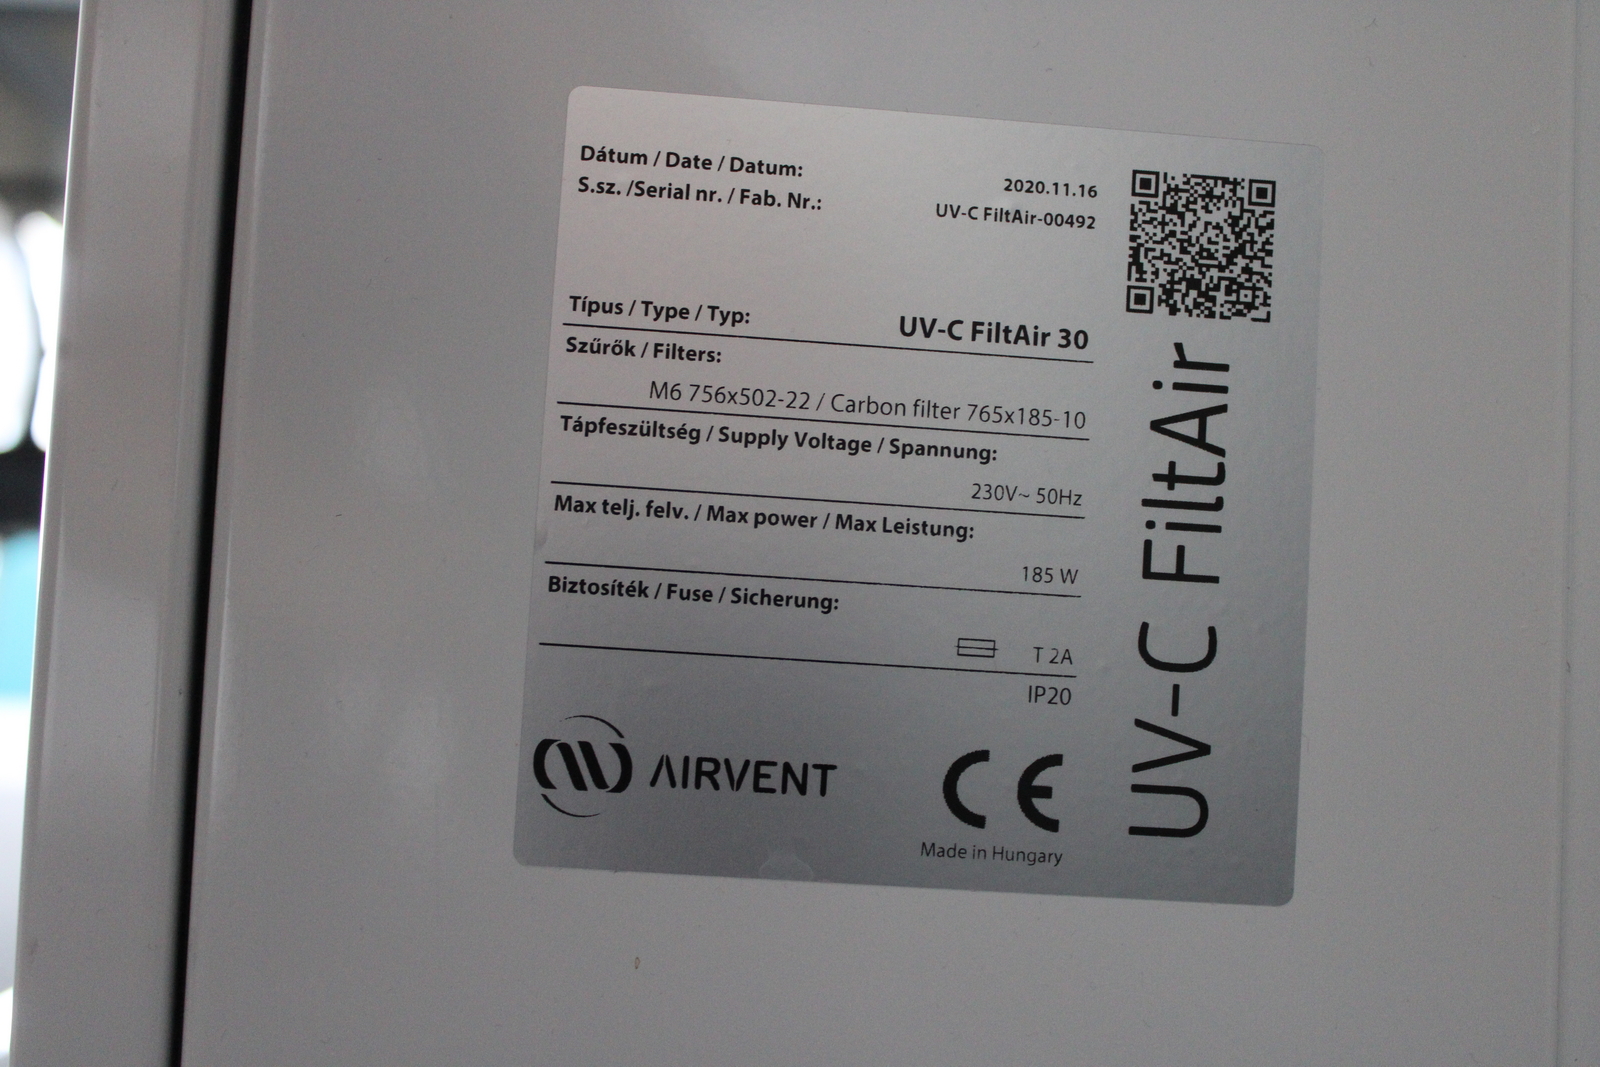 Dátum / Date / Datum:
2020.11.16
S.sz. /Serial nr. / Fab. Nr.:
UV-C FiltAir-00492
Típus / Type / Typ:
UV-C FiltAir 30
Szűrők / Filters:
M6 756x502-22 / Carbon filter 765x185-10
Tápfeszültség / Supply Voltage / Spannung:
230V~ 50Hz
Max telj. felv. / Max power / Max Leistung:
185 W
Biztosíték / Fuse / Sicherung:
T 2A
IP20
AIRVENT
CE
Made in Hungary
UV-C FiltAir